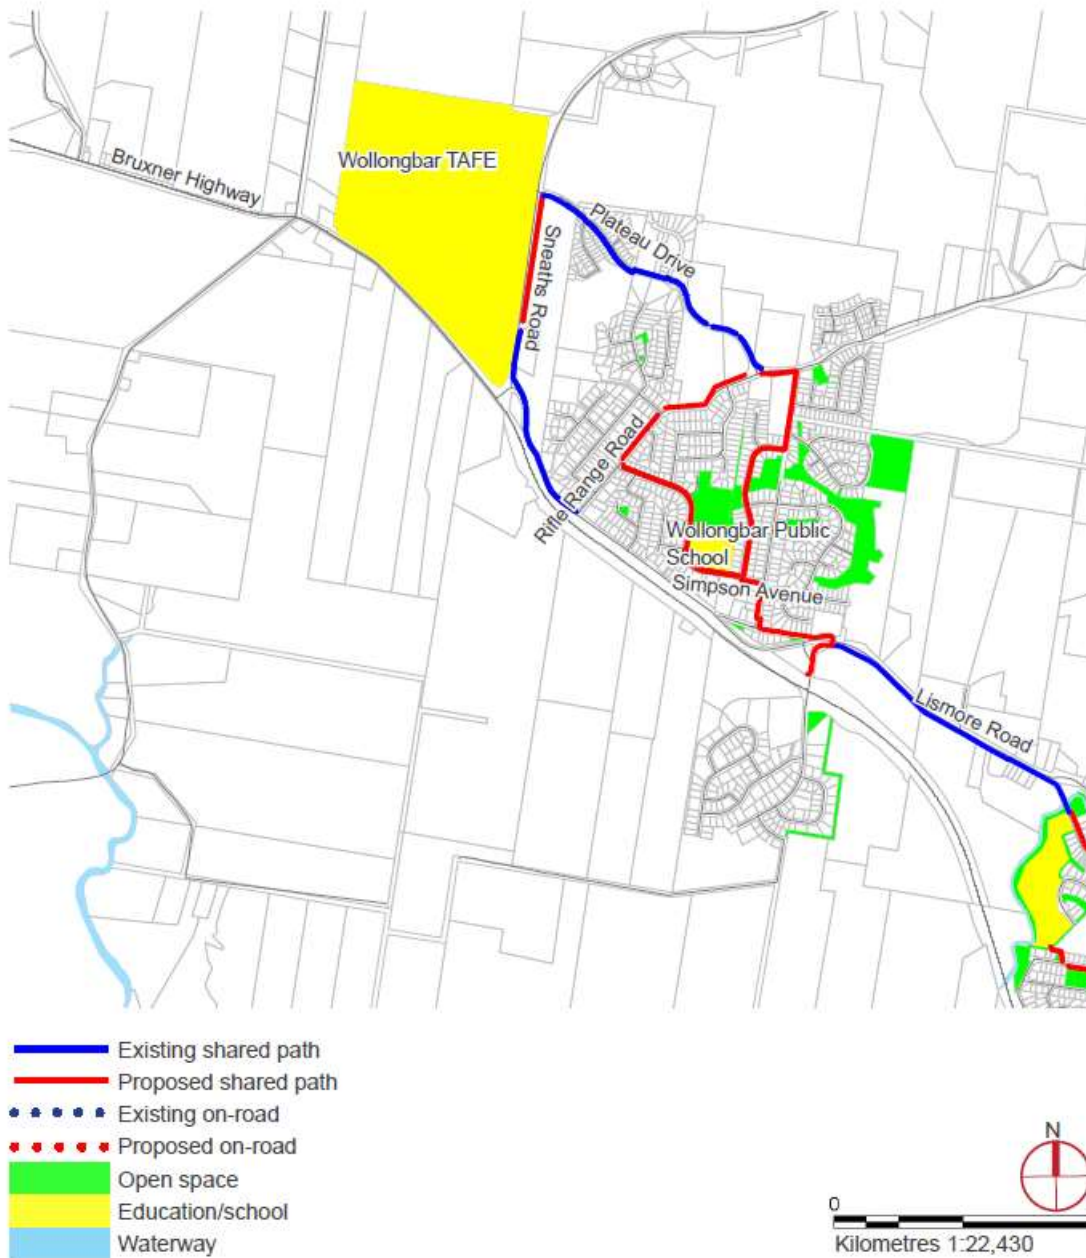 Wollongbar TAFE
Bruxner Highway
Plateau Drive
Sneaths Road
Rifle Range Road
Wollongbar Public
School
Simpson Avenue
Lismore Road
Existing shared path
Proposed shared path
Existing on-road
Proposed on-road
Open space
Education/school
Waterway
N
0
Kilometres 1:22,430